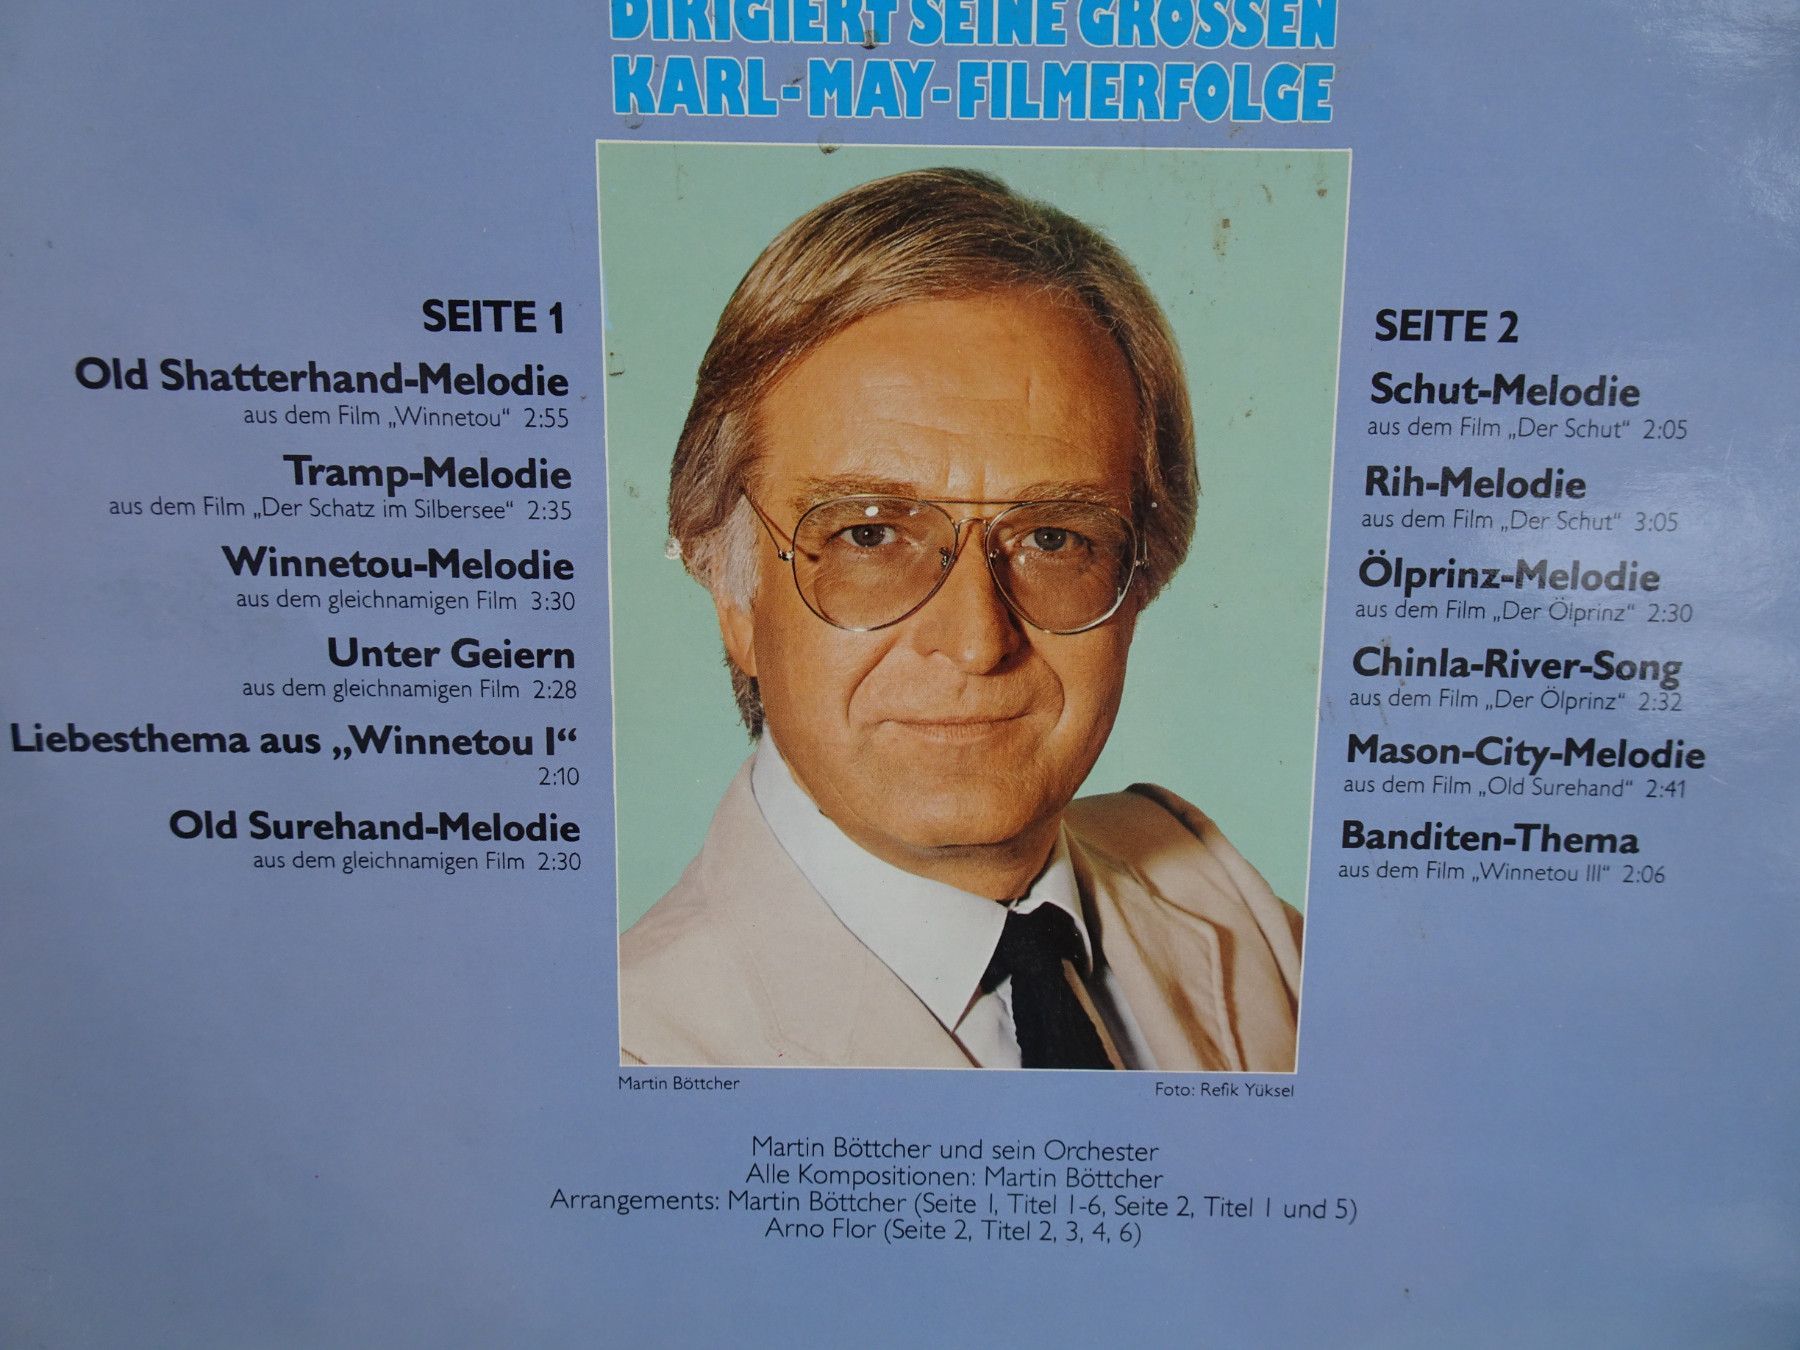 DIRIGIERT SEINE GROSSEN
KARL-MAY-FILMERFOLGE
SEITE 1
Old Shatterhand-Melodie
aus dem Film „Winnetou“ 2:55
Tramp-Melodie
aus dem Film „Der Schatz im Silbersee“ 2:35
Winnetou-Melodie
aus dem gleichnamigen Film 3:30
Unter Geiern
aus dem gleichnamigen Film 2:28
Liebesthema aus „Winnetou I“
2:10
Old Surehand-Melodie
aus dem gleichnamigen Film 2:30
SEITE 2
Schut-Melodie
aus dem Film „Der Schut“ 2:05
Rih-Melodie
aus dem Film „Der Schut“ 3:05
Ölprinz-Melodie
aus dem Film „Der Ölprinz“ 2:30
Chinla-River-Song
aus dem Film „Der Ölprinz“ 2:32
Mason-City-Melodie
aus dem Film „Old Surehand“ 2:41
Banditen-Thema
aus dem Film „Winnetou III“ 2:06
Martin Böttcher
Foto: Refik Yüksel
Martin Böttcher und sein Orchester
Alle Kompositionen: Martin Böttcher
Arrangements: Martin Böttcher (Seite 1, Titel 1-6, Seite 2, Titel 1 und 5)
Arno Flor (Seite 2, Titel 2, 3, 4, 6)